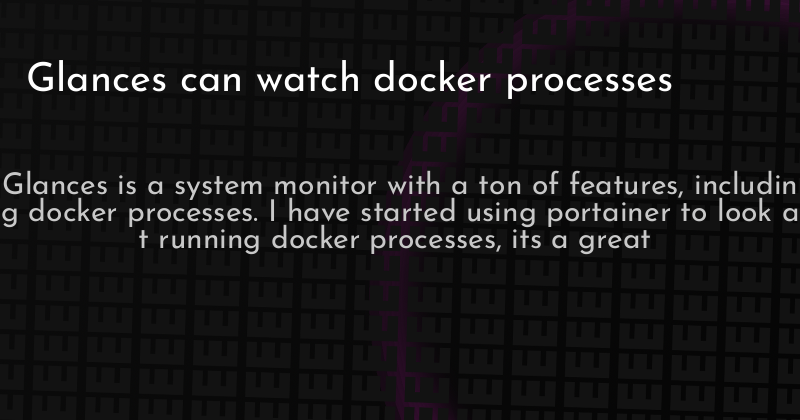 Glances can watch docker processes
Glances is a system monitor with a ton of features, includin
g docker processes. I have started using portainer to look a
t running docker processes, its a great